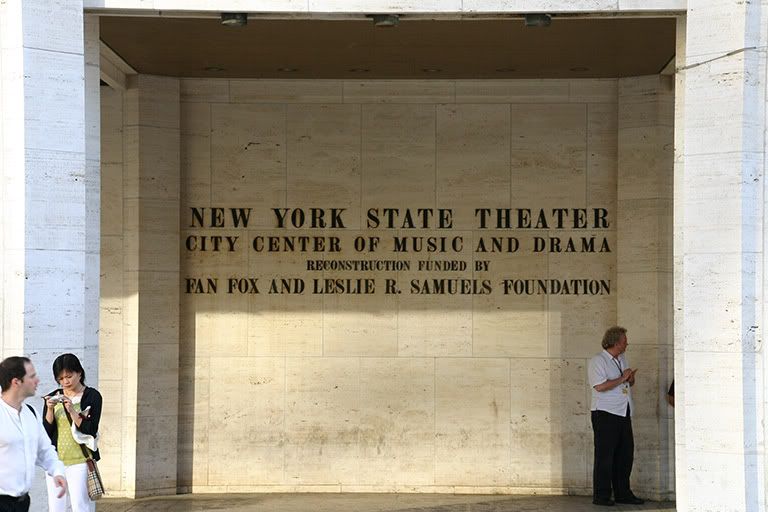 NEW YORK STATE THEATER
CITY CENTER OF MUSIC AND DRAMA
RECONSTRUCTION FUNDED BY
FAN FOX AND LESLIE R. SAMUELS FOUNDATION